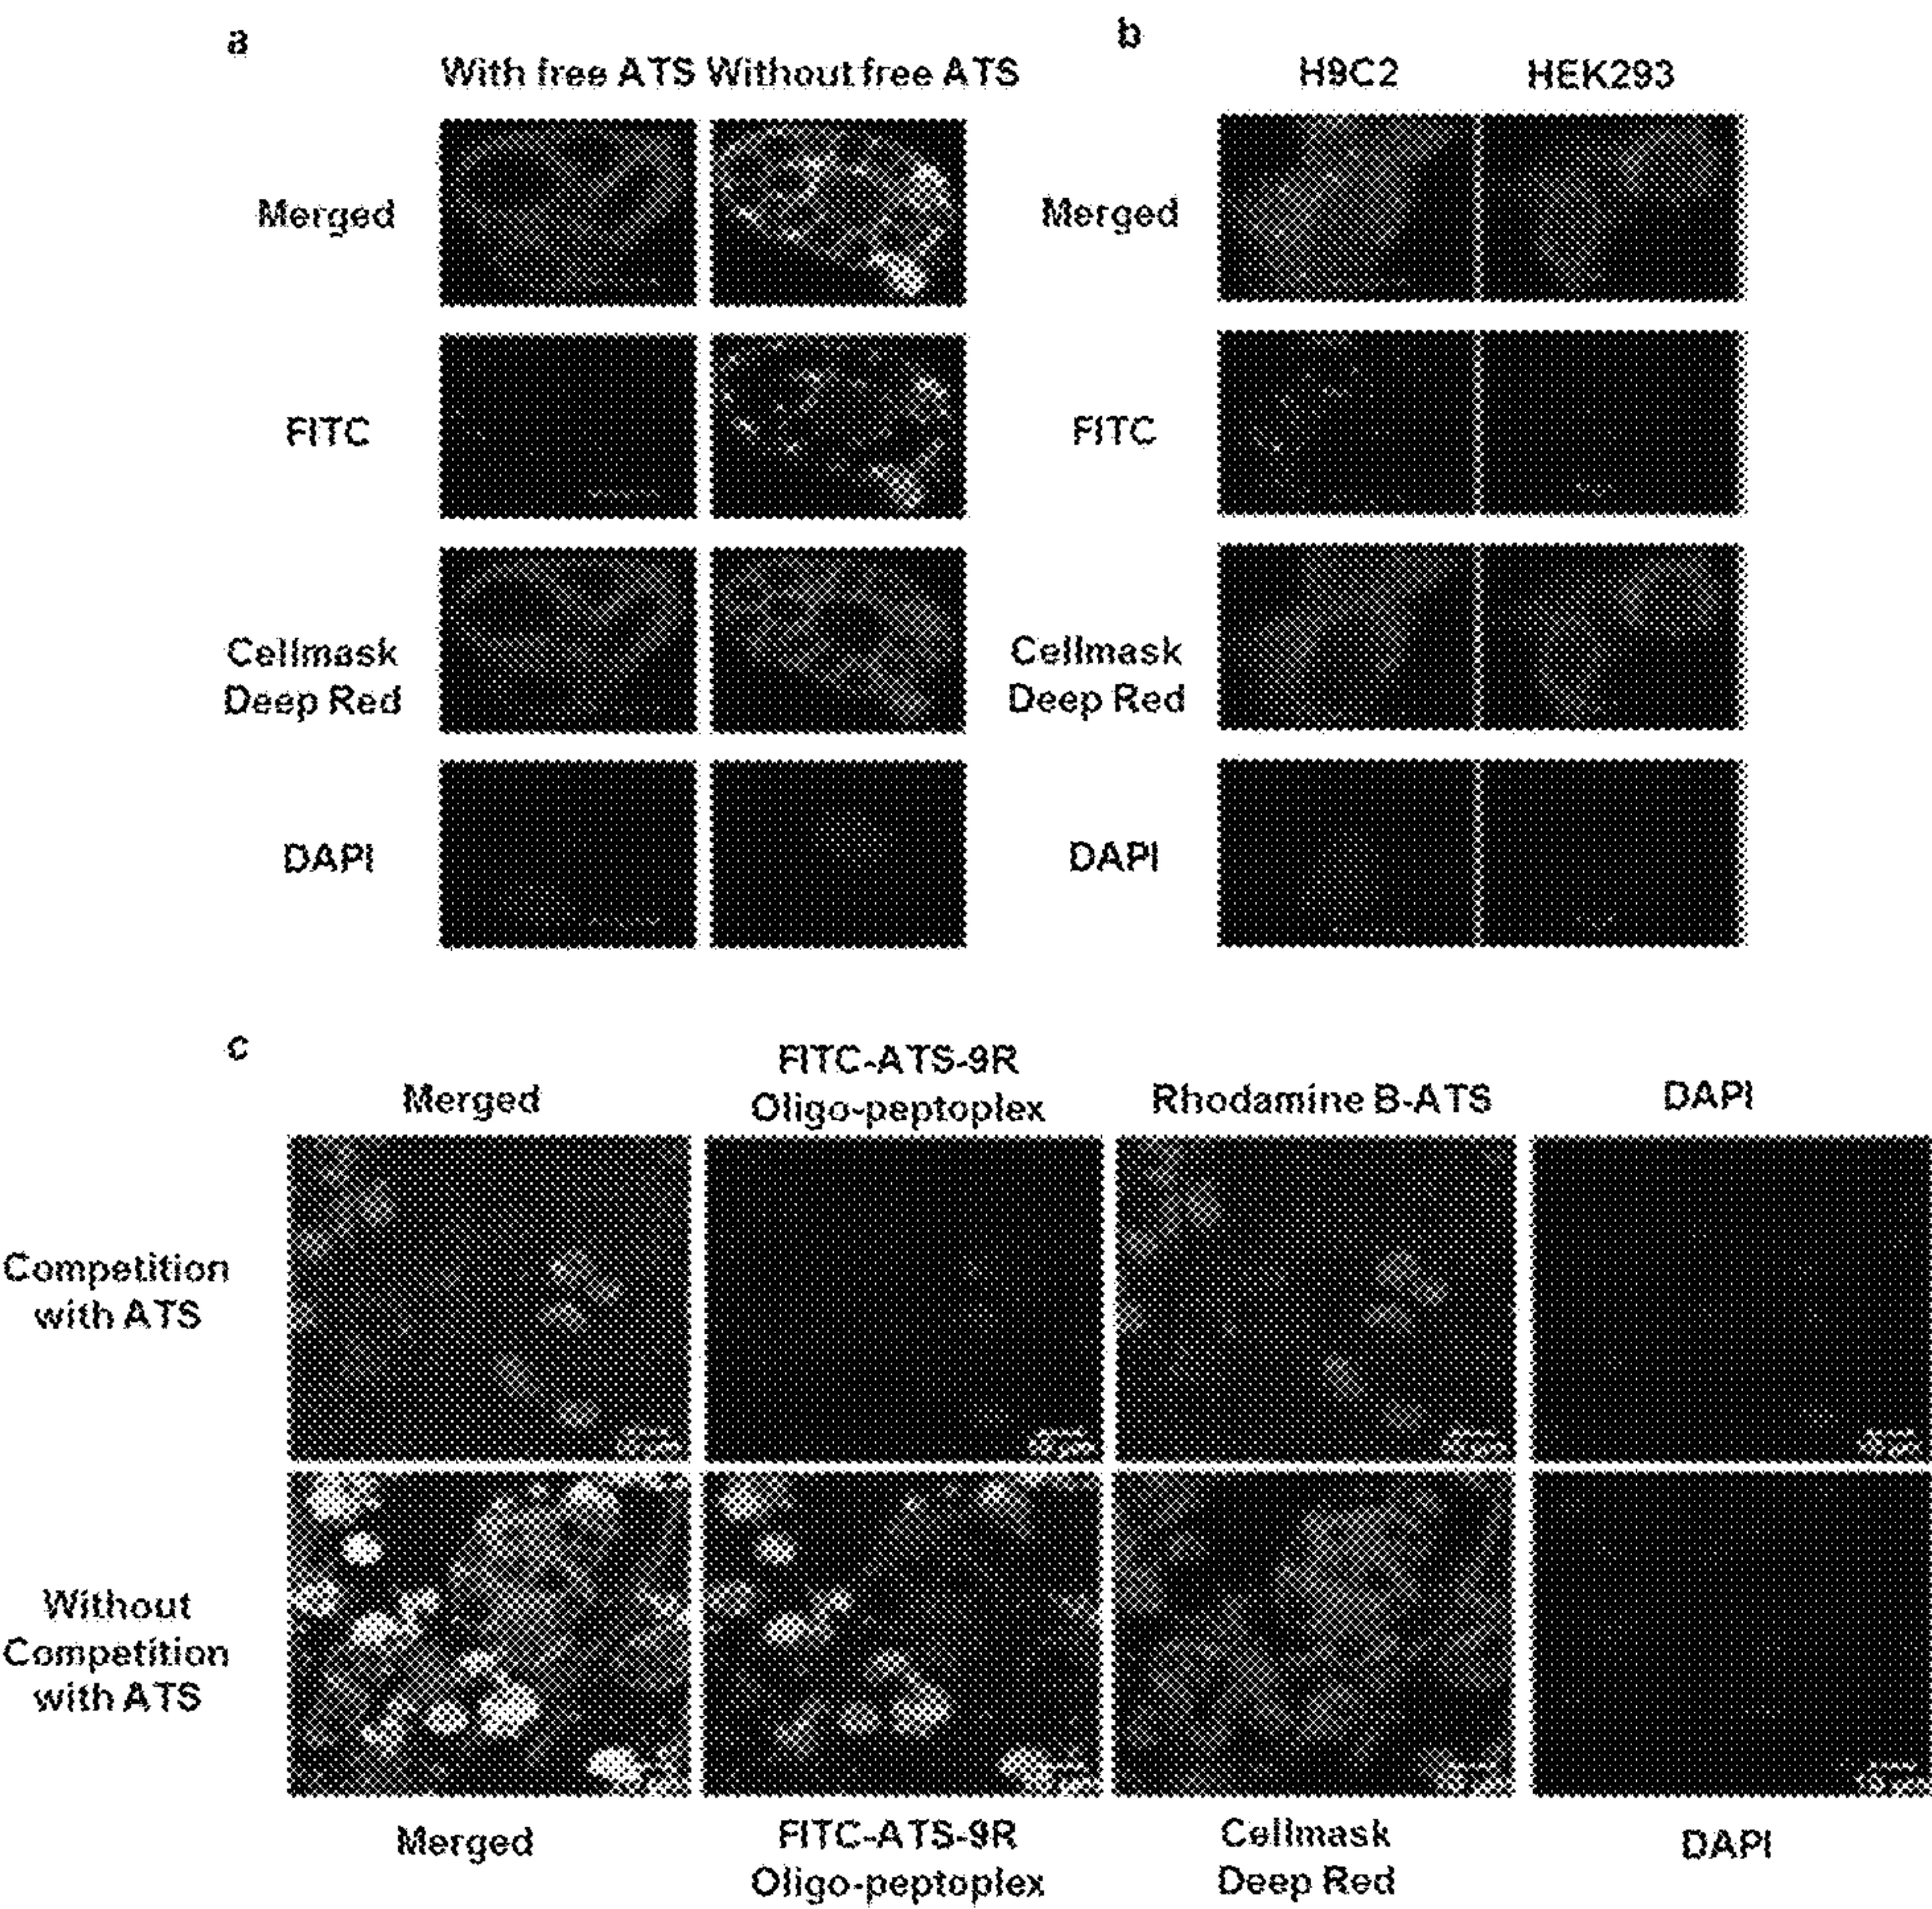 a
With free ATS Without free ATS
Merged
FITC
Cellmask
Deep Red
DAPI
b
H9C2 HEK293
Merged
FITC
Cellmask
Deep Red
DAPI
c
Merged
FITC-ATS-9R
Oligo-peptoplex
Rhodamine B-ATS
DAPI
Competition
with ATS
Without
Competition
with ATS
Merged
FITC-ATS-9R
Oligo-peptoplex
Cellmask
Deep Red
DAPI